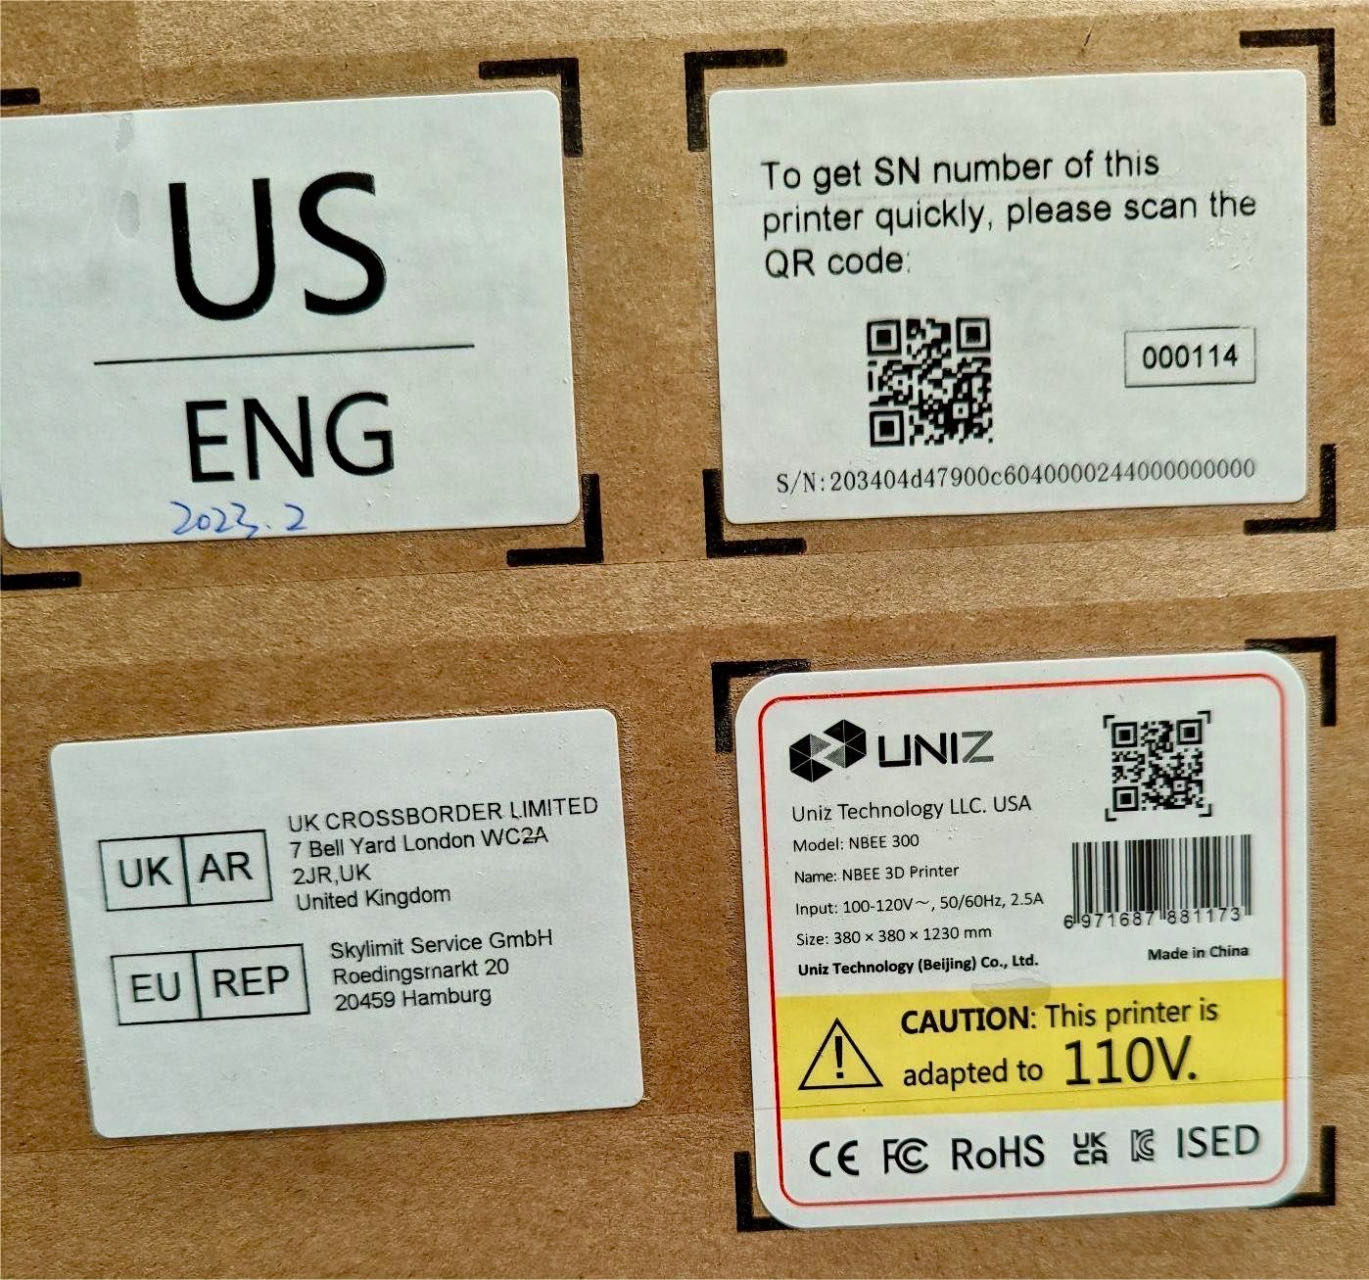 US
ENG
2023.2
To get SN number of this
printer quickly, please scan the
QR code:
000114
S/N:203404d47900c6040000244000000000
UK AR
UK CROSSBORDER LIMITED
7 Bell Yard London WC2A
2JR,UK
United Kingdom
EU REP
Skylimit Service GmbH
Roedingsmarkt 20
20459 Hamburg
UNIZ
Uniz Technology LLC. USA
Model: NBEE 300
Name: NBEE 3D Printer
Input: 100-120V～, 50/60Hz, 2.5A
Size: 380 × 380 × 1230 mm
Uniz Technology (Beijing) Co., Ltd.
6 971687 881173
Made in China
CAUTION: This printer is
adapted to 110V.
CE FC RoHS UK CA KC ISED